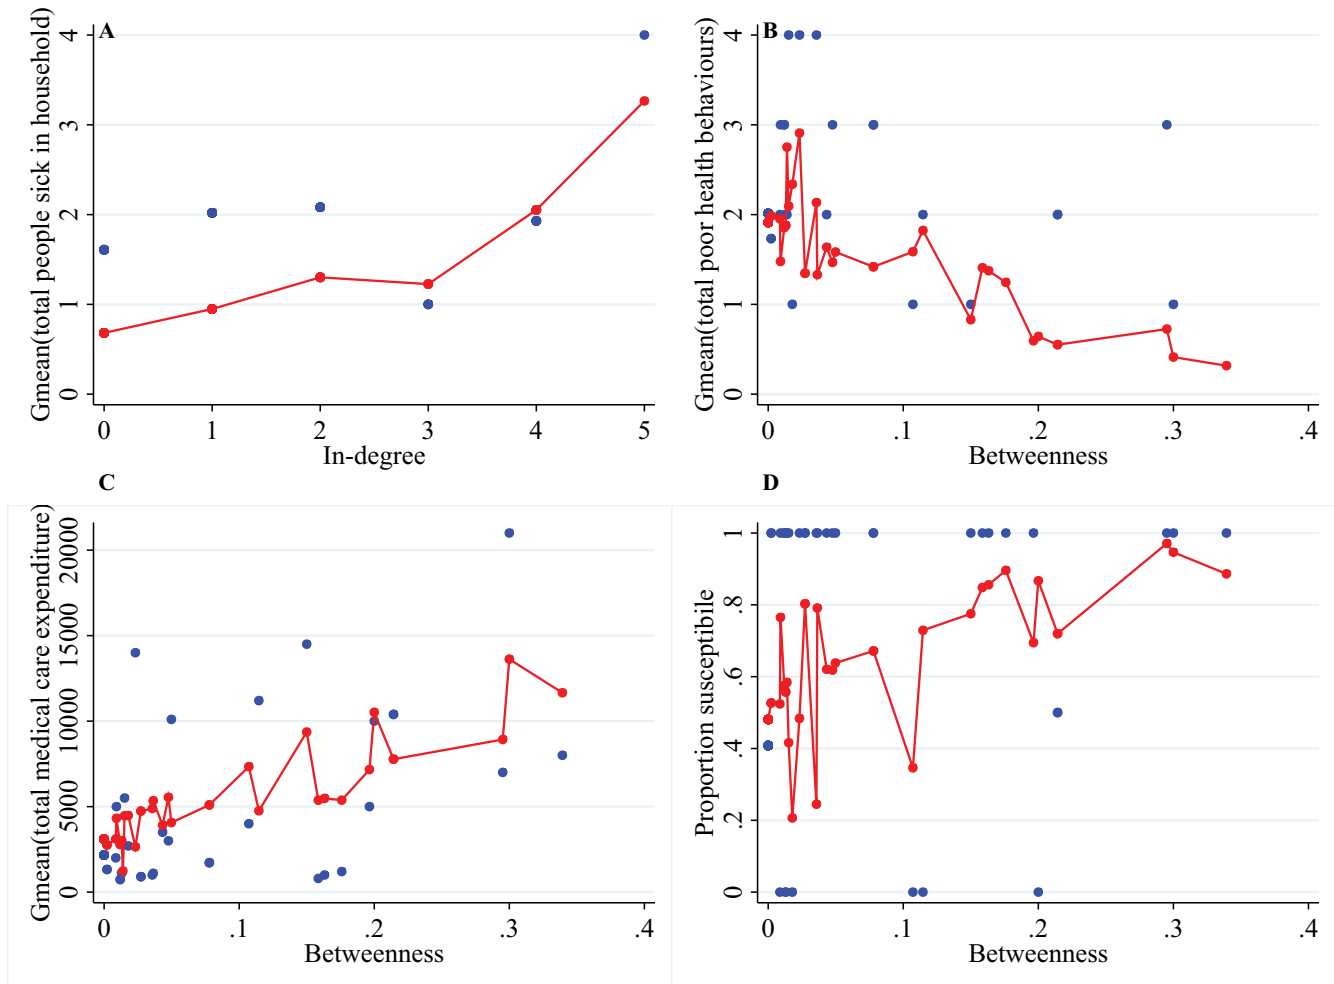 A
Gmean(total people sick in household)
4
3
2
1
0
0 1 2 3 4 5
In-degree
B
Gmean(total poor health behaviours)
4
3
2
1
0
0 .1 .2 .3 .4
Betweenness
C
Gmean(total medical care expenditure)
20000
15000
10000
5000
0
0 .1 .2 .3 .4
Betweenness
D
Proportion susceptibile
1
.8
.6
.4
.2
0
0 .1 .2 .3 .4
Betweenness